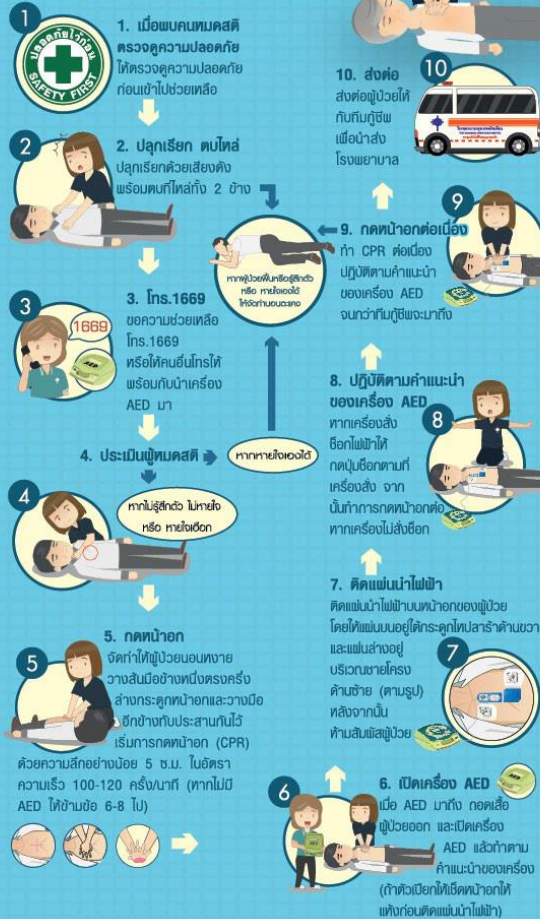 1
ปลอดภัยไว้ก่อน
SAFETY FIRST
1. เมื่อพบคนหมดสติ
ตรวจดูความปลอดภัย
ให้ตรวจดูความปลอดภัย
ก่อนเข้าไปช่วยเหลือ
2
2. ปลุกเรียก ตบไหล่
ปลุกเรียกด้วยเสียงดัง
พร้อมตบที่ไหล่ทั้ง 2 ข้าง
หากผู้ป่วยฟื้นหรือรู้สึกตัว
หรือ หายใจเองได้
ให้จัดท่านอนตะแคง
3
1669
AED
3. โทร.1669
ขอความช่วยเหลือ
โทร.1669
หรือให้คนอื่นโทรให้
พร้อมกับนำเครื่อง
AED มา
4. ประเมินผู้หมดสติ
หากหายใจเองได้
4
หากไม่รู้สึกตัว ไม่หายใจ
หรือ หายใจเฮือก
5
5. กดหน้าอก
จัดท่าให้ผู้ป่วยนอนหงาย
วางสันมือข้างหนึ่งตรงครึ่ง
ล่างกระดูกหน้าอกและวางมือ
อีกข้างทับประสานกันไว้
เริ่มการกดหน้าอก (CPR)
ด้วยความลึกอย่างน้อย 5 ซ.ม. ในอัตรา
ความเร็ว 100-120 ครั้ง/นาที (หากไม่มี
AED ให้ข้ามข้อ 6-8 ไป)
6
6. เปิดเครื่อง AED
เมื่อ AED มาถึง ถอดเสื้อ
ผู้ป่วยออก และเปิดเครื่อง
AED แล้วทำตาม
คำแนะนำของเครื่อง
(ถ้าตัวเปียกให้เช็ดหน้าอกให้
แห้งก่อนติดแผ่นนำไฟฟ้า)
7. ติดแผ่นนำไฟฟ้า
ติดแผ่นนำไฟฟ้าบนหน้าอกของผู้ป่วย
โดยให้แผ่นบนอยู่ใต้กระดูกไหปลาร้าด้านขวา
และแผ่นล่างอยู่
บริเวณชายโครง
ด้านซ้าย (ตามรูป)
หลังจากนั้น
ห้ามสัมผัสผู้ป่วย
7
8. ปฏิบัติตามคำแนะนำ
ของเครื่อง AED
หากเครื่องสั่ง
ช็อกไฟฟ้าให้
กดปุ่มช็อกตามที่
เครื่องสั่ง จาก
นั้นทำการกดหน้าอกต่อ
หากเครื่องไม่สั่งช็อก
8
9. กดหน้าอกต่อเนื่อง
ทำ CPR ต่อเนื่อง
ปฏิบัติตามคำแนะนำ
ของเครื่อง AED
จนกว่าทีมกู้ชีพจะมาถึง
9
10. ส่งต่อ
ส่งต่อผู้ป่วยให้
กับทีมกู้ชีพ
เพื่อนำส่ง
โรงพยาบาล
10